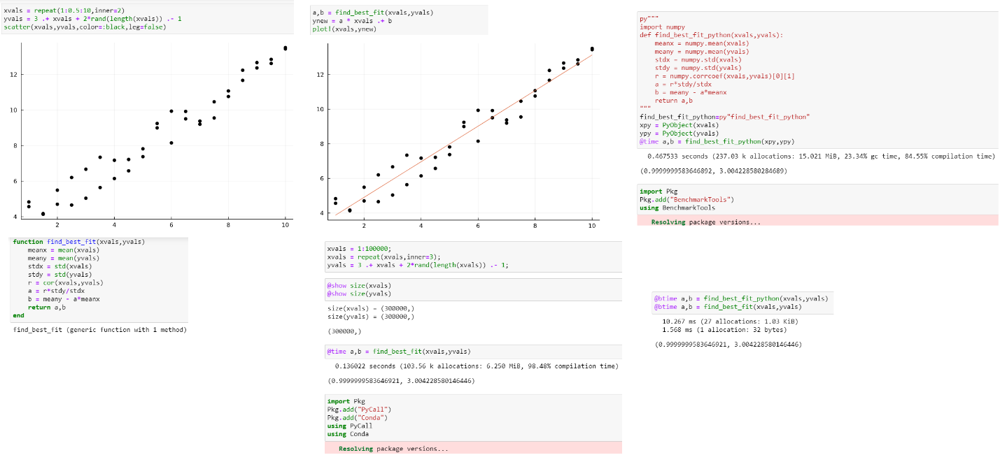 xvals = repeat(1:0.5:10,inner=2)
yvals = 3 .+ xvals + 2*rand(length(xvals)) .- 1
scatter(xvals,yvals,color=:black,leg=false)
12
10
8
6
4
2
4
6
8
10
function find_best_fit(xvals,yvals)
meanx = mean(xvals)
meany = mean(yvals)
stdx = std(xvals)
stdy = std(yvals)
r = cor(xvals,yvals)
a = r*stdy/stdx
b = meany - a*meanx
return a,b
end
find_best_fit (generic function with 1 method)
a,b = find_best_fit(xvals,yvals)
ynew = a * xvals .+ b
plot!(xvals,ynew)
12
10
8
6
4
2
4
6
8
10
xvals = 1:100000;
xvals = repeat(xvals,inner=3);
yvals = 3 .+ xvals + 2*rand(length(xvals)) .- 1;
@show size(xvals)
@show size(yvals)
size(xvals) = (300000,)
size(yvals) = (300000,)
(300000,)
@time a,b = find_best_fit(xvals,yvals)
0.136022 seconds (103.56 k allocations: 6.250 MiB, 98.48% compilation time)
(0.9999999583646921, 3.004228580146446)
import Pkg
Pkg.add("PyCall")
Pkg.add("Conda")
using PyCall
using Conda
Resolving package versions...
py"""
import numpy
def find_best_fit_python(xvals,yvals):
meanx = numpy.mean(xvals)
meany = numpy.mean(yvals)
stdx = numpy.std(xvals)
stdy = numpy.std(yvals)
r = numpy.corrcoef(xvals,yvals)[0][1]
a = r*stdy/stdx
b = meany - a*meanx
return a,b
"""
find_best_fit_python=py"find_best_fit_python"
xpy = PyObject(xvals)
ypy = PyObject(yvals)
@time a,b = find_best_fit_python(xpy,ypy)
0.467533 seconds (237.03 k allocations: 15.021 MiB, 23.34% gc time, 84.55% compilation time)
(0.9999999583646892, 3.004228580284689)
import Pkg
Pkg.add("BenchmarkTools")
using BenchmarkTools
Resolving package versions...
@btime a,b = find_best_fit_python(xvals,yvals)
@btime a,b = find_best_fit(xvals,yvals)
10.267 ms (27 allocations: 1.03 KiB)
1.568 ms (1 allocation: 32 bytes)
(0.9999999583646921, 3.004228580146446)